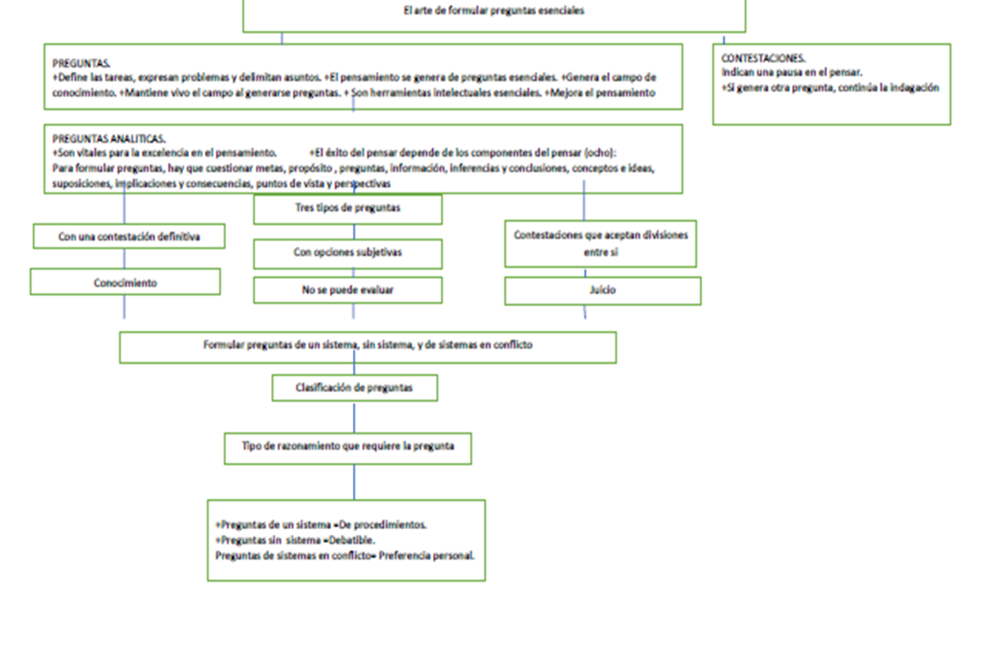 El arte de formular preguntas esenciales
PREGUNTAS.
+Define las tareas, expresan problemas y delimitan asuntos. +El pensamiento se genera de preguntas esenciales. +Genera el campo de
conocimiento. +Mantiene vivo el campo al generarse preguntas. + Son herramientas intelectuales esenciales. +Mejora el pensamiento
CONTESTACIONES.
Indican una pausa en el pensar.
+Si genera otra pregunta, continúa la indagación
PREGUNTAS ANALITICAS.
+Son vitales para la excelencia en el pensamiento. +El éxito del pensar depende de los componentes del pensar (ocho):
Para formular preguntas, hay que cuestionar metas, propósito , preguntas, información, inferencias y conclusiones, conceptos e ideas,
suposiciones, implicaciones y consecuencias, puntos de vista y perspectivas
Tres tipos de preguntas
Con una contestación definitiva
Con opciones subjetivas
Contestaciones que aceptan divisiones
entre si
Conocimiento
No se puede evaluar
Juicio
Formular preguntas de un sistema, sin sistema, y de sistemas en conflicto
Clasificación de preguntas
Tipo de razonamiento que requiere la pregunta
+Preguntas de un sistema =De procedimientos.
+Preguntas sin sistema =Debatible.
Preguntas de sistemas en conflicto= Preferencia personal.